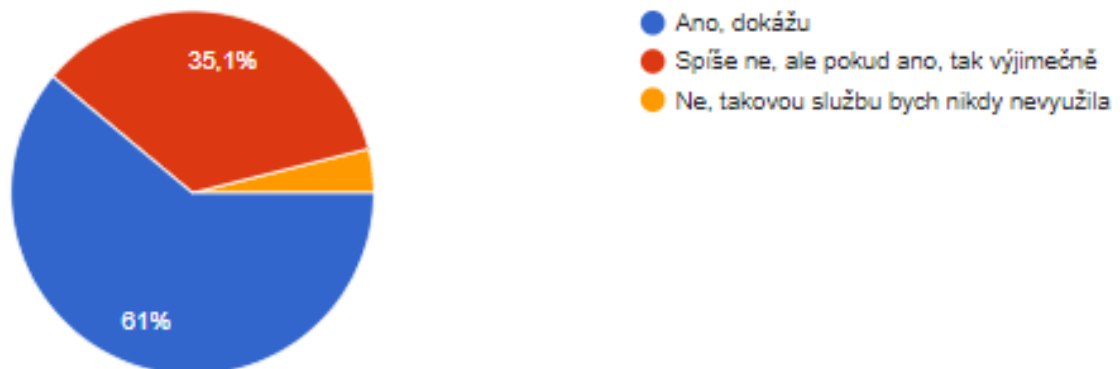 35,1%
61%
Ano, dokážu
Spíše ne, ale pokud ano, tak výjimečně
Ne, takovou službu bych nikdy nevyužila